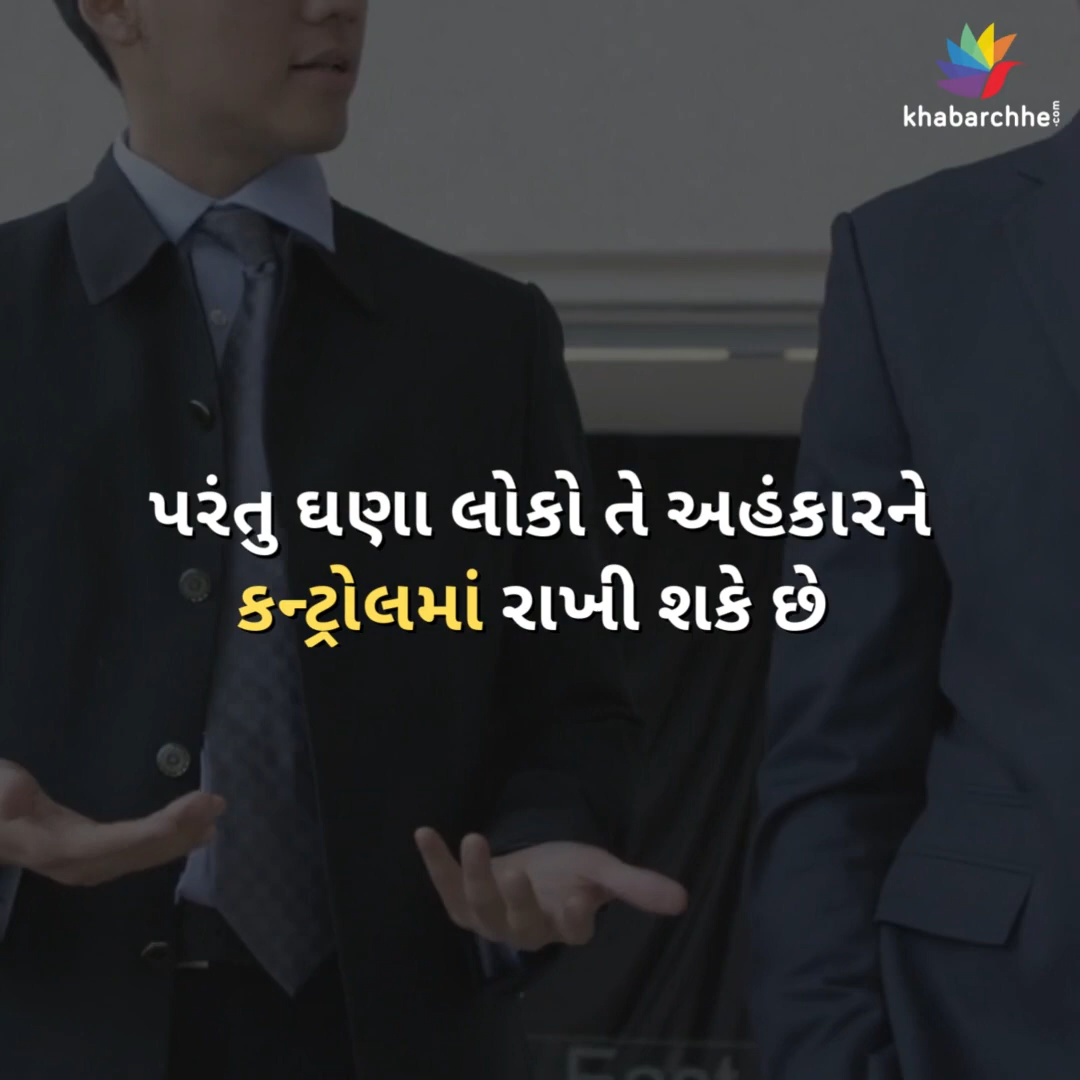 khabarchhe.com
પરંતુ ઘણા લોકો તે અહંકારને
કન્ટ્રોલમાં રાખી શકે છે